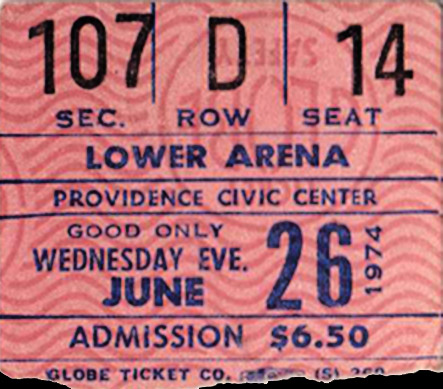 107 D 14
SEC. ROW SEAT
LOWER ARENA
PROVIDENCE CIVIC CENTER
GOOD ONLY
WEDNESDAY EVE.
JUNE 26 1974
ADMISSION $6.50
GLOBE TICKET CO.